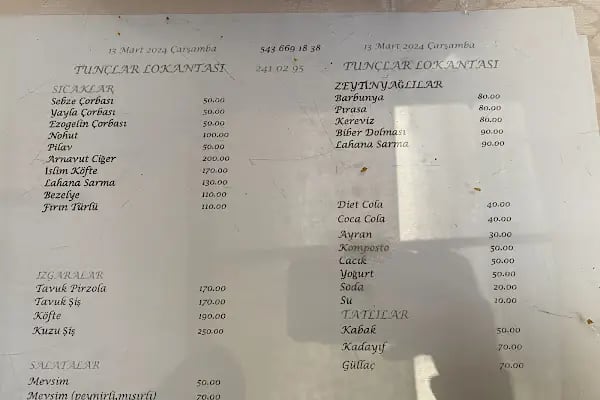 13 Mart 2024 Çarşamba 543 669 18 38
TUNÇLAR LOKANTASI 241 02 95
SICAKLAR
Sebze Çorbası 50.00
Yayla Çorbası 50.00
Ezogelin Çorbası 50.00
Nohut 100.00
Pilav 50.00
Arnavut Ciğer 200.00
İslim Köfte 170.00
Lahana Sarma 130.00
Bezelye 110.00
Fırın Türlü 110.00
IZGARALAR
Tavuk Pirzola 170.00
Tavuk Şiş 170.00
Köfte 190.00
Kuzu Şiş 250.00
SALATALAR
Mevsim 50.00
Mevsim (peynirli,mısırlı) 70.00
13 Mart 2024 Çarşamba
TUNÇLAR LOKANTASI
ZEYTİNYAĞLILAR
Barbunya 80.00
Pırasa 80.00
Kereviz 80.00
Biber Dolması 90.00
Lahana Sarma 90.00
Diet Cola 40.00
Coca Cola 40.00
Ayran 30.00
Komposto 50.00
Cacık 50.00
Yoğurt 50.00
Soda 20.00
Su 10.00
TATLILAR
Kabak 50.00
Kadayıf 70.00
Güllaç 70.00